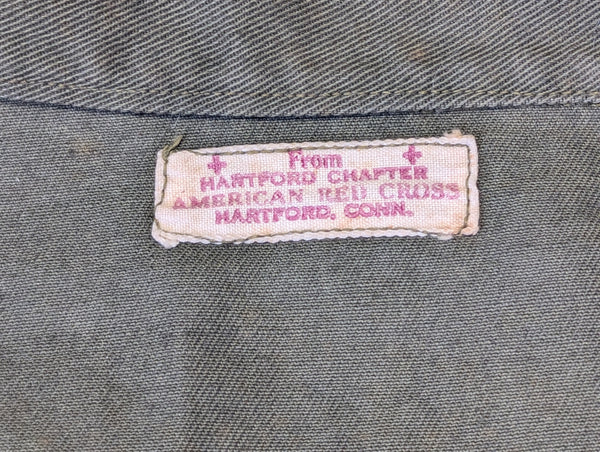 From
HARTFORD CHAPTER
AMERICAN RED CROSS
HARTFORD, CONN.